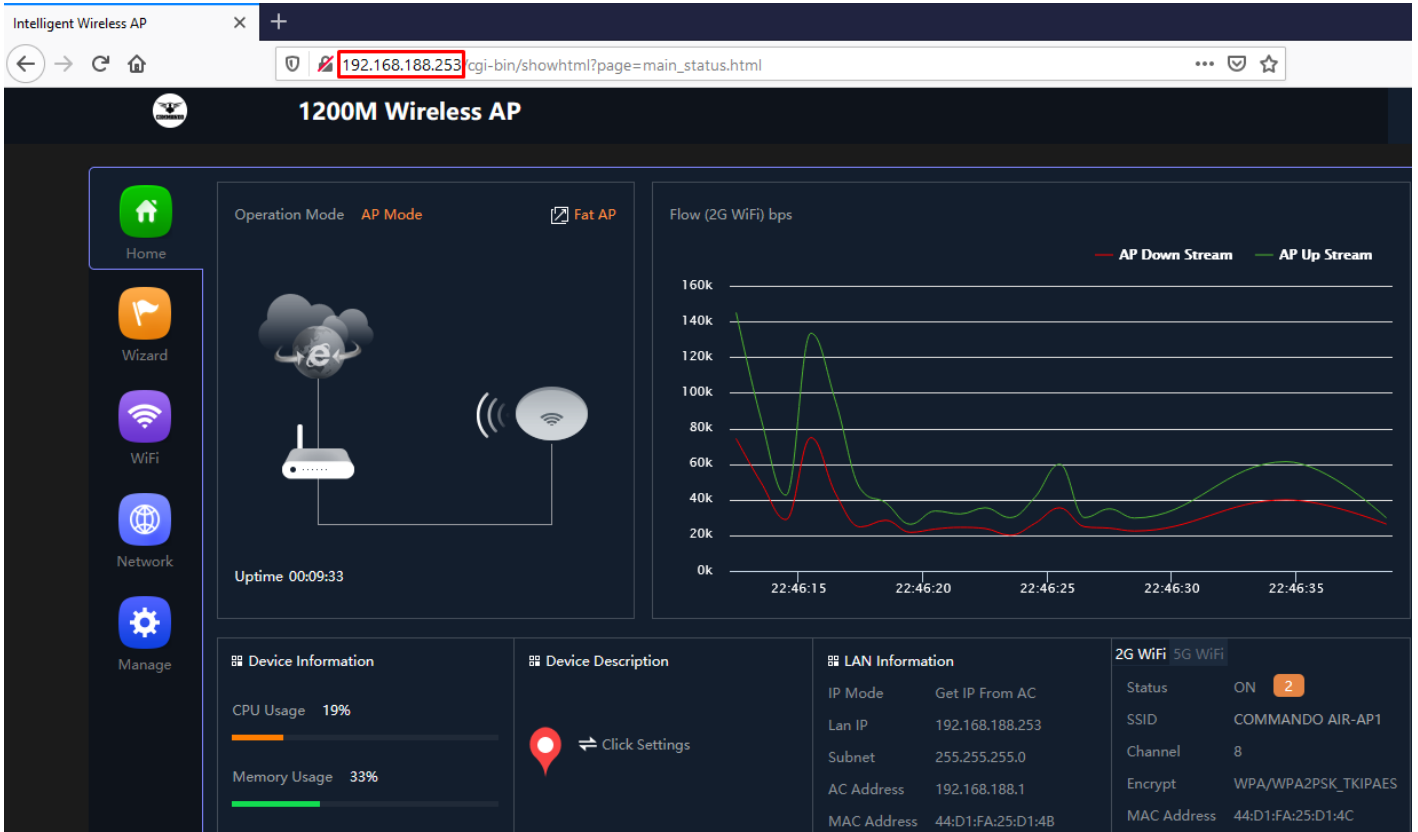 Intelligent Wireless AP
192.168.188.253/cgi-bin/showhtml?page=main_status.html
COMMANDO
1200M Wireless AP
Home
Wizard
WiFi
Network
Manage
Operation Mode AP Mode Fat AP
Uptime 00:09:33
Flow (2G WiFi) bps
AP Down Stream AP Up Stream
160k
140k
120k
100k
80k
60k
40k
20k
0k
22:46:15 22:46:20 22:46:25 22:46:30 22:46:35
Device Information
CPU Usage 19%
Memory Usage 33%
Device Description
Click Settings
LAN Information
IP Mode Get IP From AC
Lan IP 192.168.188.253
Subnet 255.255.255.0
AC Address 192.168.188.1
MAC Address 44:D1:FA:25:D1:4B
2G WiFi 5G WiFi
Status ON 2
SSID COMMANDO AIR-AP1
Channel 8
Encrypt WPA/WPA2PSK_TKIPAES
MAC Address 44:D1:FA:25:D1:4C